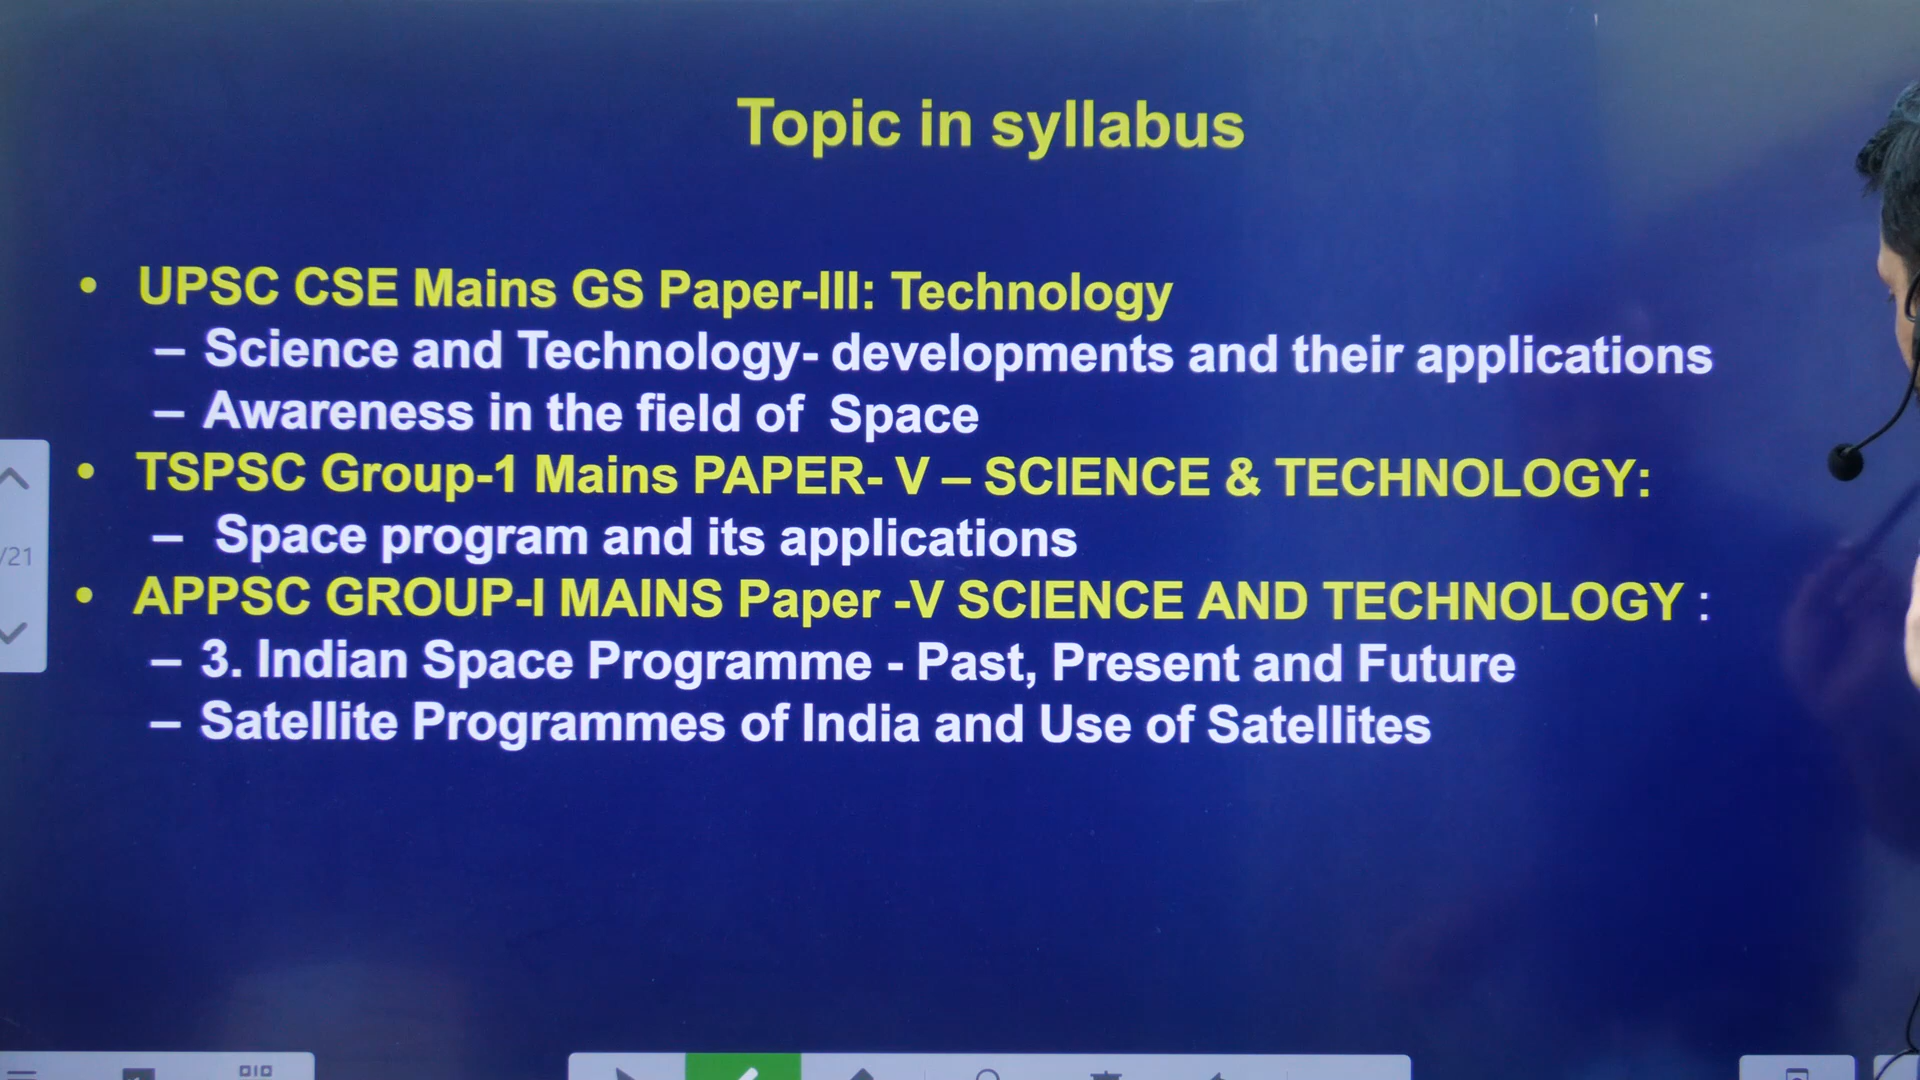 Topic in syllabus
• UPSC CSE Mains GS Paper-III: Technology
– Science and Technology- developments and their applications
– Awareness in the field of Space
• TSPSC Group-1 Mains PAPER- V – SCIENCE & TECHNOLOGY:
– Space program and its applications
/21
• APPSC GROUP-I MAINS Paper -V SCIENCE AND TECHNOLOGY :
– 3. Indian Space Programme - Past, Present and Future
– Satellite Programmes of India and Use of Satellites